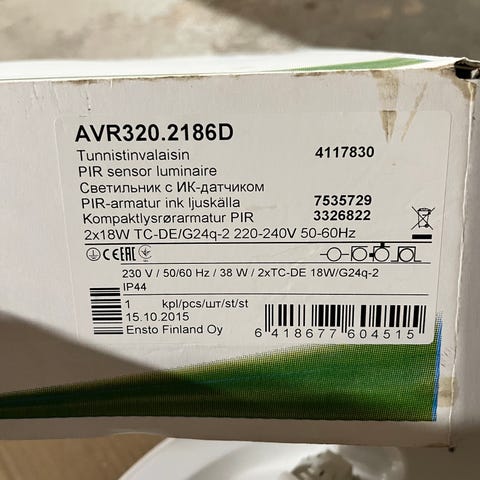 AVR320.2186D
Tunnistinvalaisin 4117830
PIR sensor luminaire
Светильник с ИК-датчиком
PIR-armatur ink ljuskälla 7535729
Kompaktlysrørarmatur PIR 3326822
2x18W TC-DE/G24q-2 220-240V 50-60Hz
CE EAC
230 V / 50/60 Hz / 38 W / 2xTC-DE 18W/G24q-2
IP44
1 kpl/pcs/шт/st/st
15.10.2015
Ensto Finland Oy
6 418677 604515